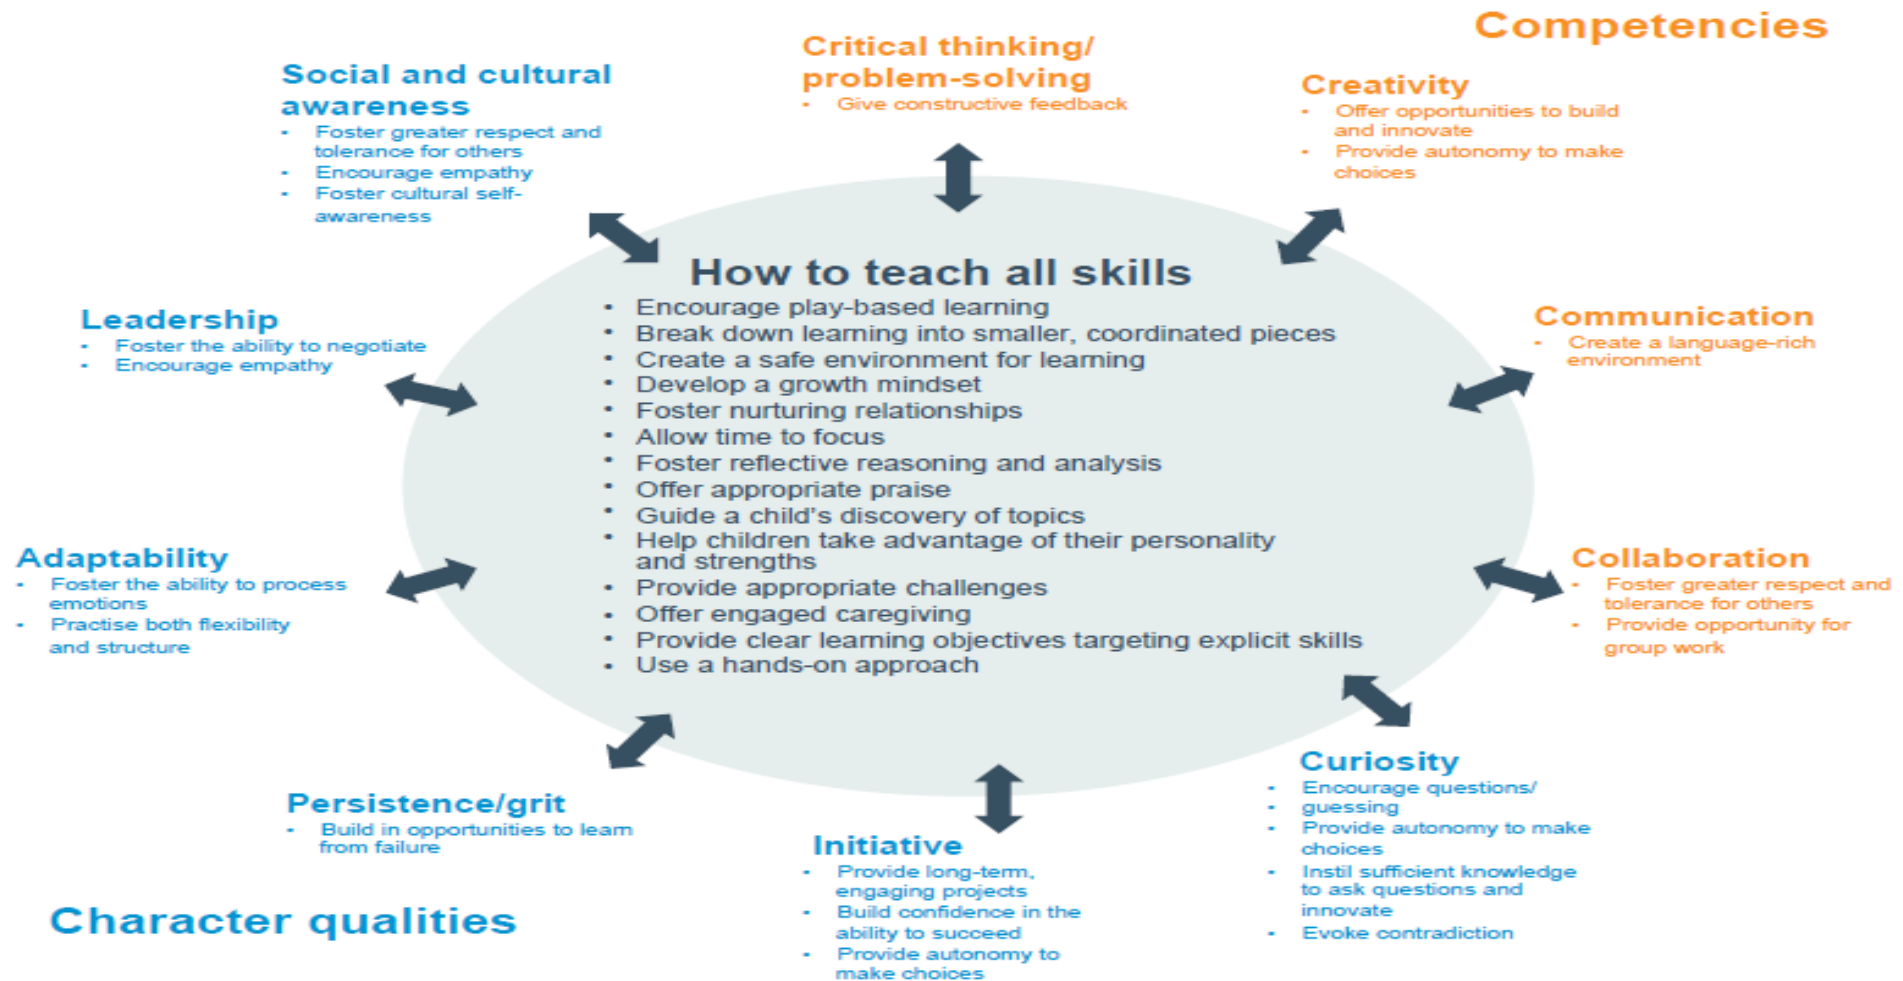 Competencies
Critical thinking/
problem-solving
• Give constructive feedback
Creativity
• Offer opportunities to build
and innovate
• Provide autonomy to make
choices
Social and cultural
awareness
• Foster greater respect and
tolerance for others
• Encourage empathy
• Foster cultural self-
awareness
How to teach all skills
• Encourage play-based learning
• Break down learning into smaller, coordinated pieces
• Create a safe environment for learning
• Develop a growth mindset
• Foster nurturing relationships
• Allow time to focus
• Foster reflective reasoning and analysis
• Offer appropriate praise
• Guide a child's discovery of topics
• Help children take advantage of their personality
and strengths
• Provide appropriate challenges
• Offer engaged caregiving
• Provide clear learning objectives targeting explicit skills
• Use a hands-on approach
Leadership
• Foster the ability to negotiate
• Encourage empathy
Communication
• Create a language-rich
environment
Adaptability
• Foster the ability to process
emotions
• Practise both flexibility
and structure
Collaboration
• Foster greater respect and
tolerance for others
• Provide opportunity for
group work
Persistence/grit
• Build in opportunities to learn
from failure
Initiative
• Provide long-term,
engaging projects
• Build confidence in the
ability to succeed
• Provide autonomy to
make choices
Curiosity
• Encourage questions/
• guessing
• Provide autonomy to make
choices
• Instil sufficient knowledge
to ask questions and
innovate
• Evoke contradiction
Character qualities